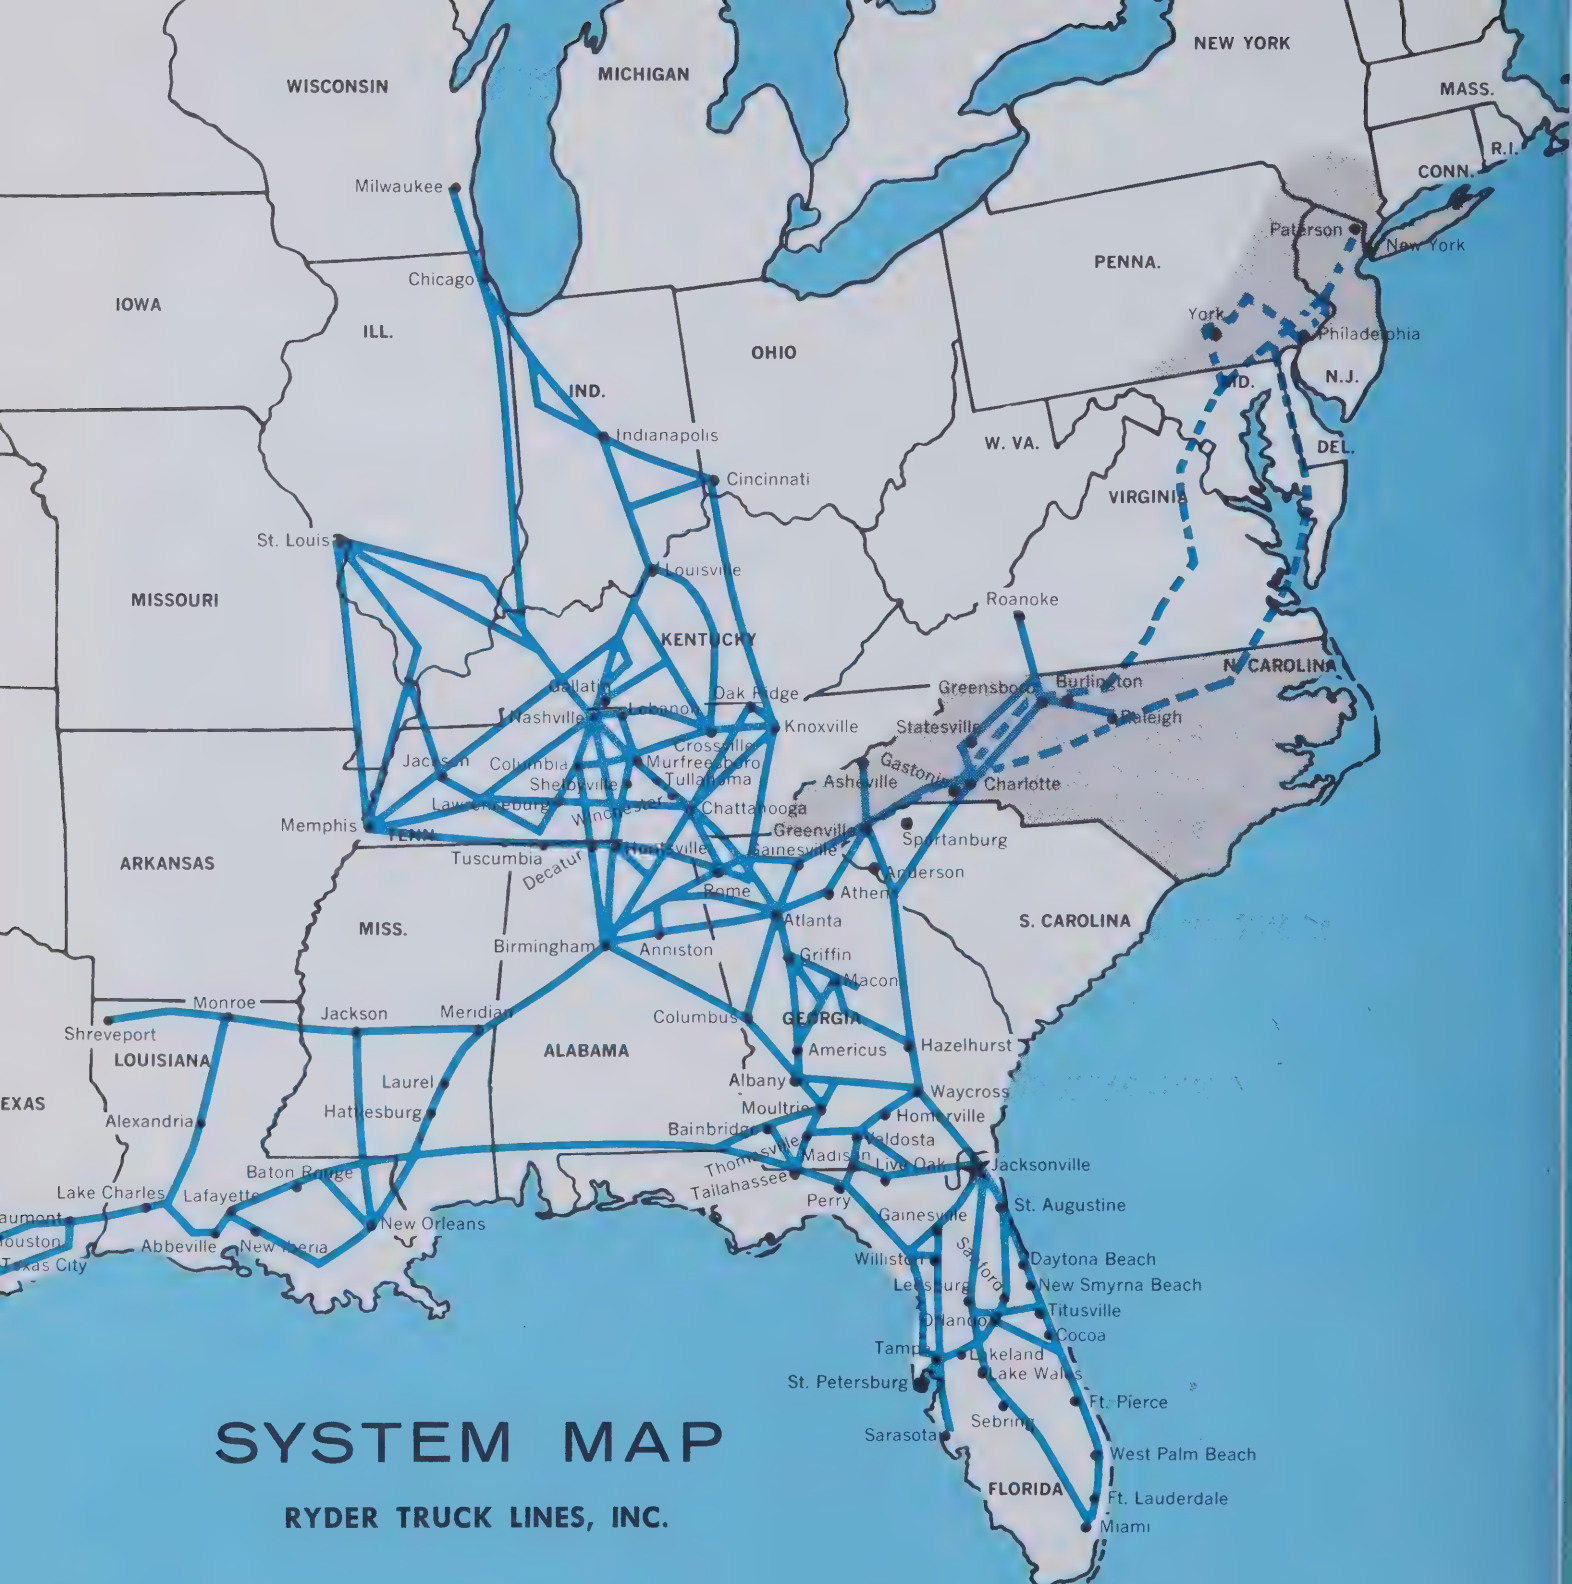 NEW YORK
MICHIGAN
WISCONSIN
MASS.
R.I.
CONN.
Milwaukee
Paterson
New York
PENNA.
Chicago
IOWA
York
ILL.
Philadelphia
OHIO
MD.
N.J.
IND.
Indianapolis
W. VA.
DEL.
Cincinnati
VIRGINIA
St. Louis
Louisville
MISSOURI
Roanoke
KENTUCKY
N. CAROLINA
Gallatin
Greensboro
Burlington
Oak Ridge
Lebanon
Nashville
Raleigh
Knoxville
Statesville
Crossville
Jackson
Columbia
Murfreesboro
Gastonia
Asheville
Shelbyville
Tullahoma
Charlotte
Lawrenceburg
Winchester
Chattanooga
Memphis
TENN.
Greenville
Spartanburg
Tuscumbia
Decatur
Huntsville
Gainesville
ARKANSAS
Anderson
Rome
Athens
MISS.
Atlanta
S. CAROLINA
Birmingham
Anniston
Griffin
Macon
Monroe
Jackson
Meridian
Columbus
GEORGIA
Shreveport
LOUISIANA
ALABAMA
Americus
Hazelhurst
Laurel
Albany
Waycross
EXAS
Hattiesburg
Moultrie
Homerville
Alexandria
Bainbridge
Valdosta
Thomasville
Madison
Live Oak
Jacksonville
Baton Rouge
Tallahassee
Lake Charles
Lafayette
Perry
St. Augustine
aumont
New Orleans
Gainesville
ouston
Abbeville
New Iberia
Williston
Sanford
Daytona Beach
Texas City
Leesburg
New Smyrna Beach
Titusville
Orlando
Cocoa
Tampa
Lakeland
Lake Wales
St. Petersburg
Ft. Pierce
Sebring
Sarasota
SYSTEM MAP
West Palm Beach
FLORIDA
Ft. Lauderdale
RYDER TRUCK LINES, INC.
Miami